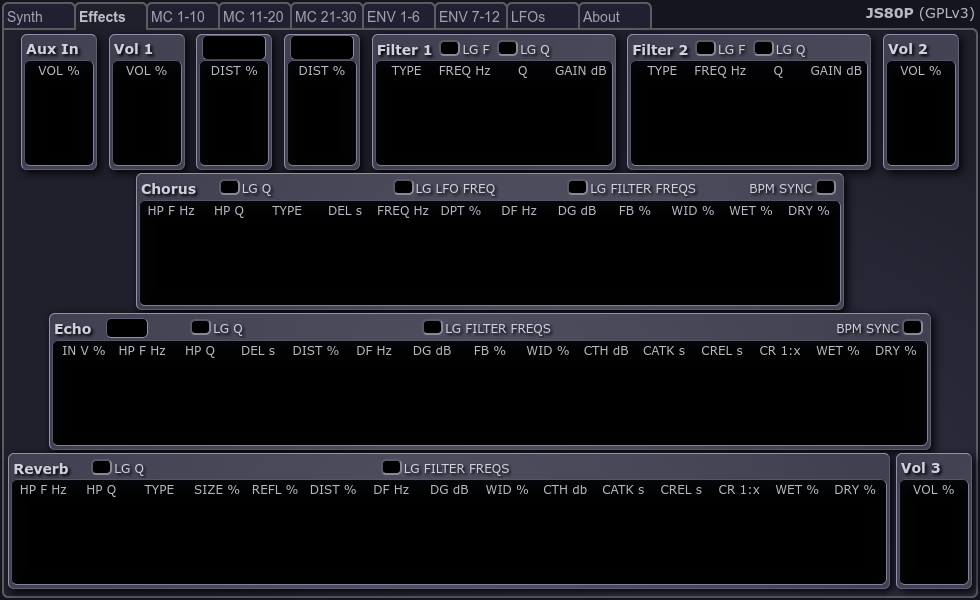 Synth Effects MC 1-10 MC 11-20 MC 21-30 ENV 1-6 ENV 7-12 LFOs About JS80P (GPLv3)
Aux In Vol 1 Filter 1 LG F LG Q Filter 2 LG F LG Q Vol 2
VOL % VOL % DIST % DIST % TYPE FREQ Hz Q GAIN dB TYPE FREQ Hz Q GAIN dB VOL %
Chorus LG Q LG LFO FREQ LG FILTER FREQS BPM SYNC
HP F Hz HP Q TYPE DEL s FREQ Hz DPT % DF Hz DG dB FB % WID % WET % DRY %
Echo LG Q LG FILTER FREQS BPM SYNC
IN V % HP F Hz HP Q DEL s DIST % DF Hz DG dB FB % WID % CTH dB CATK s CREL s CR 1:x WET % DRY %
Reverb LG Q LG FILTER FREQS Vol 3
HP F Hz HP Q TYPE SIZE % REFL % DIST % DF Hz DG dB WID % CTH db CATK s CREL s CR 1:x WET % DRY % VOL %